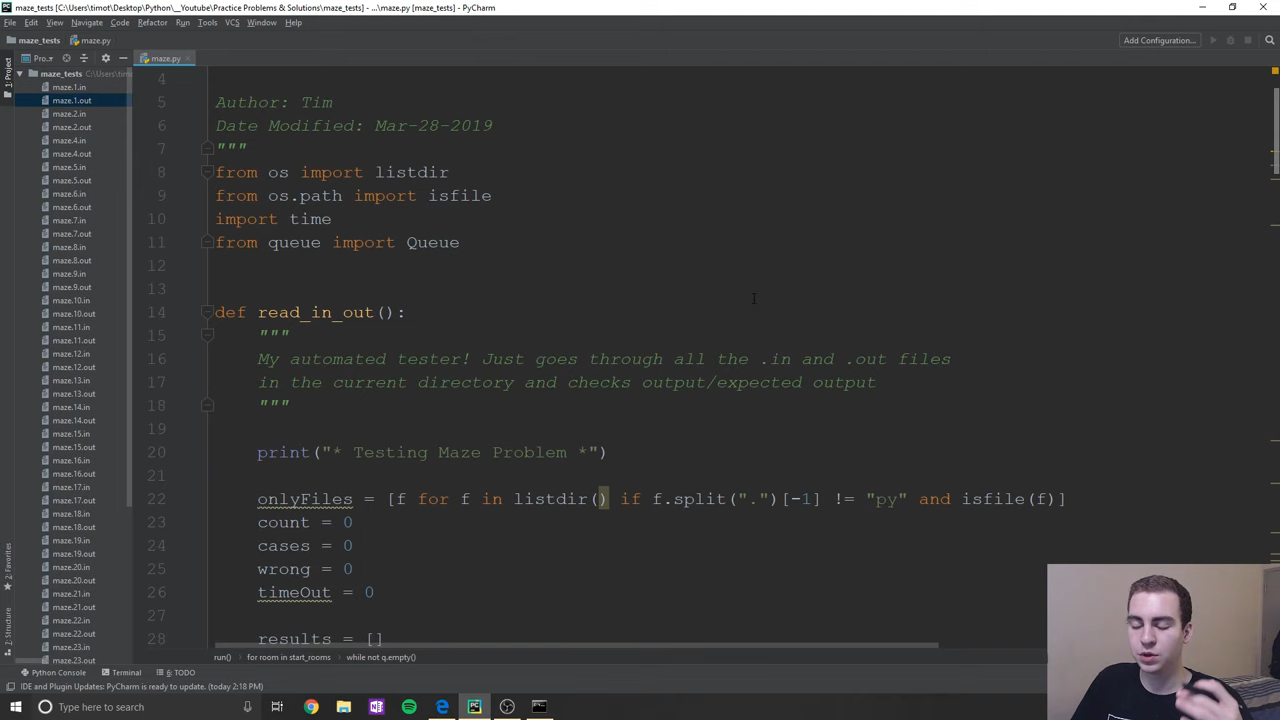 maze_tests [C:\Users\timot\Desktop\Python\__Youtube\Practice Problems & Solutions\maze_tests] - ...\maze.py [maze_tests] - PyCharm
File Edit View Navigate Code Refactor Run Tools VCS Window Help
maze_tests maze.py Add Configuration...
Pro... maze.py
1: Project
maze_tests C:\Users\timo
maze.1.in
maze.1.out
maze.2.in
maze.2.out
maze.4.in
maze.4.out
maze.5.in
maze.5.out
maze.6.in
maze.6.out
maze.7.in
maze.7.out
maze.8.in
maze.8.out
maze.9.in
maze.9.out
maze.10.in
maze.10.out
maze.11.in
maze.11.out
maze.12.in
maze.12.out
maze.13.in
maze.13.out
maze.14.in
maze.14.out
maze.15.in
maze.15.out
maze.16.in
maze.16.out
maze.17.in
maze.17.out
maze.18.in
maze.18.out
maze.19.in
maze.19.out
maze.20.in
maze.20.out
maze.21.in
maze.21.out
maze.22.in
maze.22.out
maze.23.in
maze.23.out
2: Favorites
7: Structure
4
5 Author: Tim
6 Date Modified: Mar-28-2019
7 """
8 from os import listdir
9 from os.path import isfile
10 import time
11 from queue import Queue
12
13
14 def read_in_out():
15 """
16 My automated tester! Just goes through all the .in and .out files
17 in the current directory and checks output/expected output
18 """
19
20 print("* Testing Maze Problem *")
21
22 onlyFiles = [f for f in listdir() if f.split(".")[-1] != "py" and isfile(f)]
23 count = 0
24 cases = 0
25 wrong = 0
26 timeOut = 0
27
28 results = []
run() for room in start_rooms while not q.empty()
Python Console Terminal 6: TODO
IDE and Plugin Updates: PyCharm is ready to update. (today 2:18 PM)
Type here to search